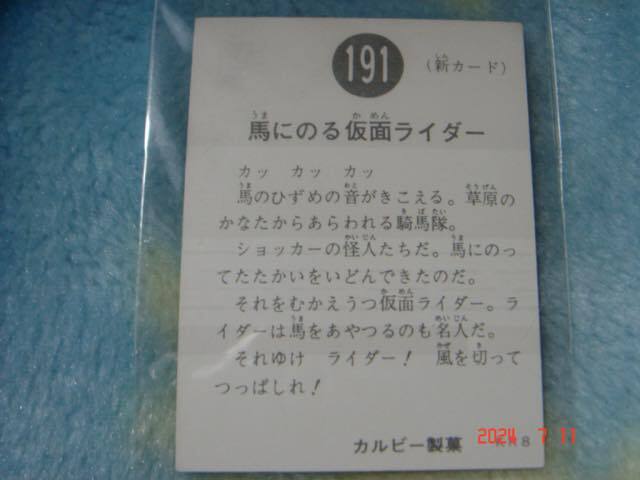 191
（新カード）
馬にのる仮面ライダー
カッ　カッ　カッ
馬のひずめの音がきこえる。草原の
かなたからあらわれる騎馬隊。
ショッカーの怪人たちだ。馬にのっ
てたたかいをいどんできたのだ。
それをむかえうつ仮面ライダー。ラ
イダーは馬をあやつるのも名人だ。
それゆけ　ライダー！　風を切って
つっぱしれ！
カルビー製菓
2024 7 11